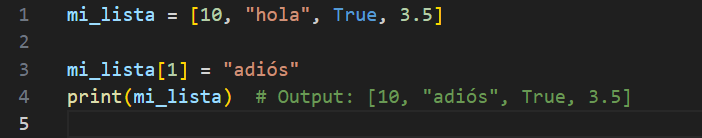 1 mi_lista = [10, "hola", True, 3.5]
2
3 mi_lista[1] = "adiós"
4 print(mi_lista)  # Output: [10, "adiós", True, 3.5]
5